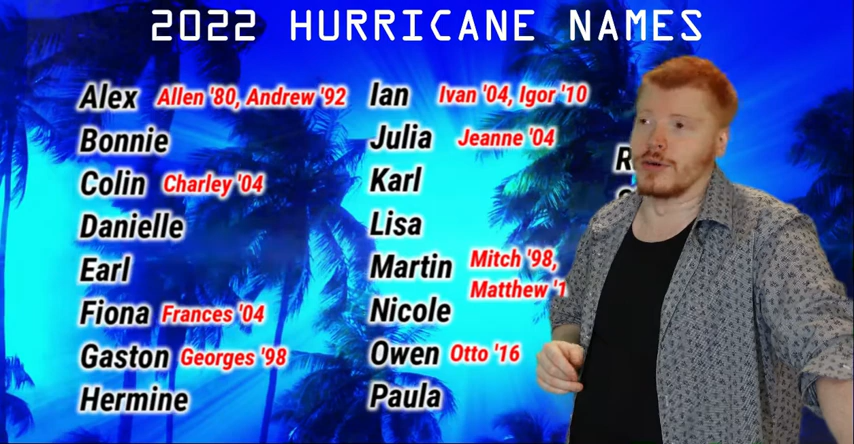 2022 HURRICANE NAMES
Alex Allen '80, Andrew '92
Bonnie
Colin Charley '04
Danielle
Earl
Fiona Frances '04
Gaston Georges '98
Hermine
Ian Ivan '04, Igor '10
Julia Jeanne '04
Karl
Lisa
Martin Mitch '98,
Matthew '1
Nicole
Owen Otto '16
Paula